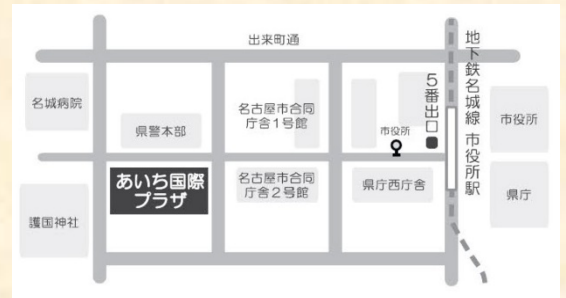 出来町通
地下鉄名城線 市役所駅
名城病院
県警本部
名古屋市合同
庁舎1号館
5番出口
市役所
市役所
あいち国際
プラザ
名古屋市合同
庁舎2号館
県庁西庁舎
県庁
護国神社